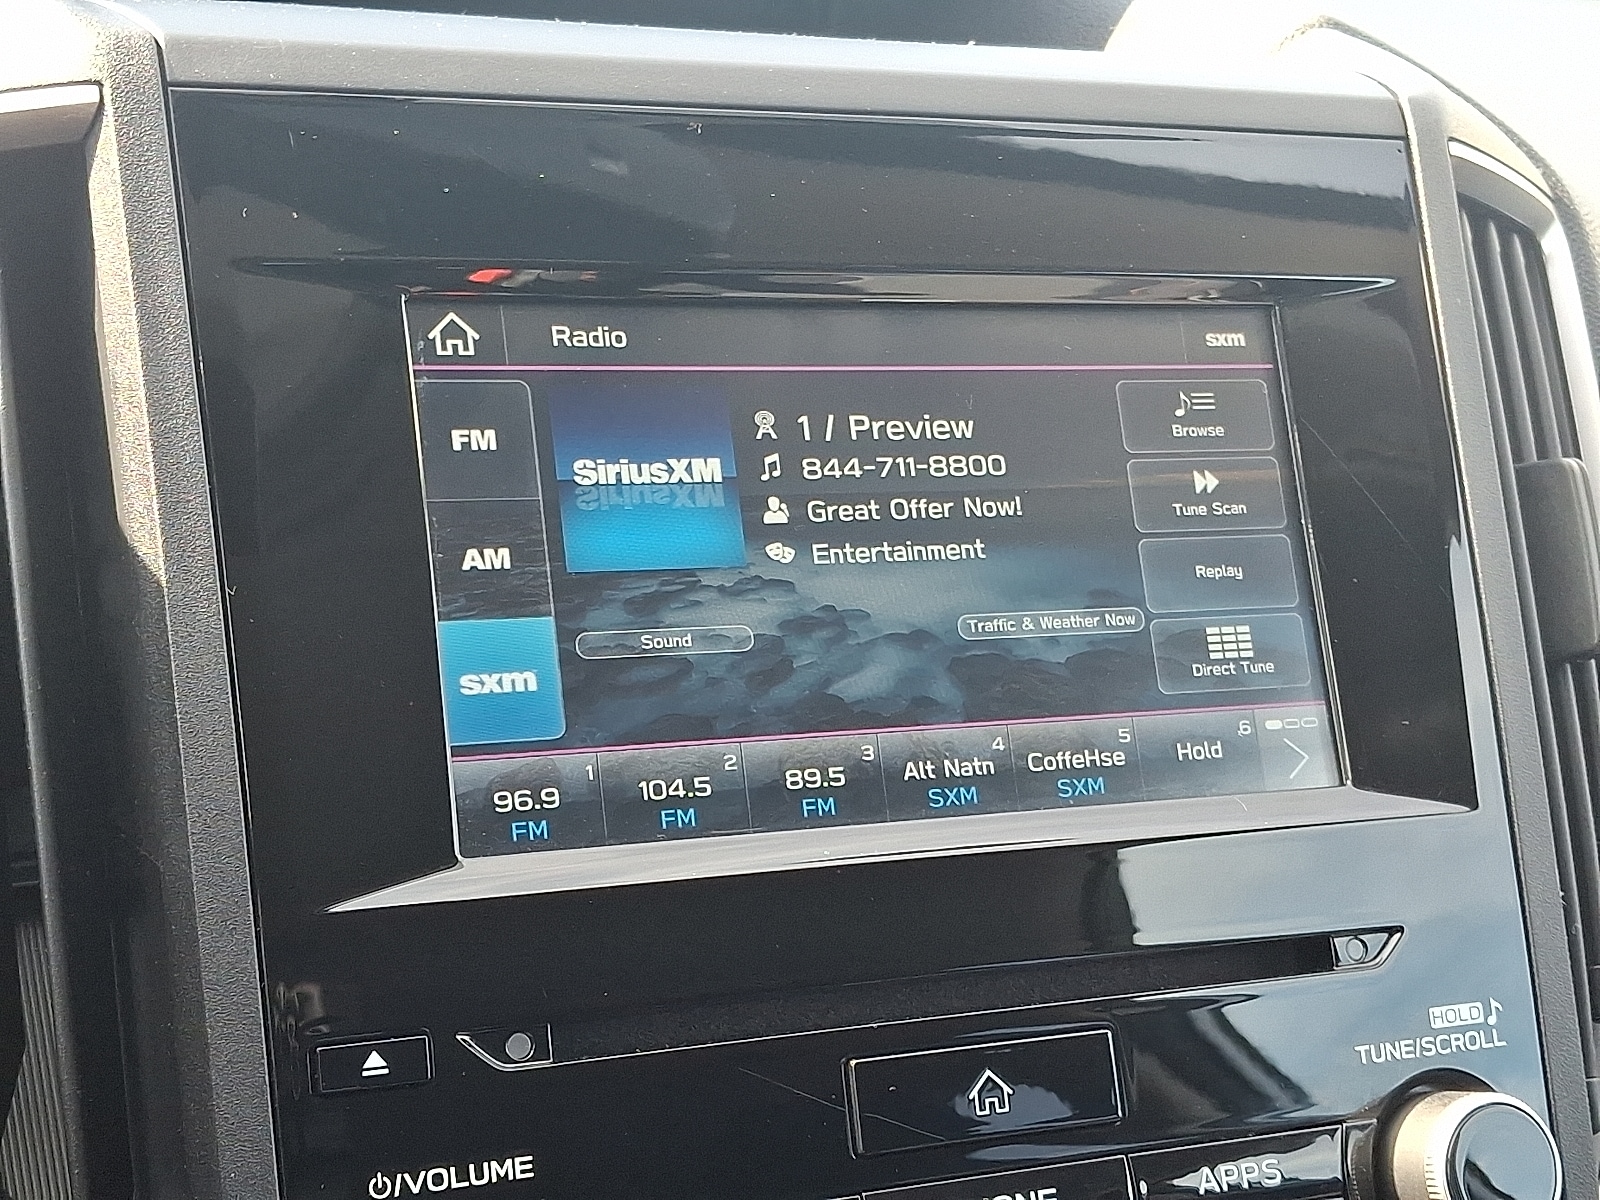 Radio
sxm
FM
AM
sxm
SiriusXM
1 / Preview
844-711-8800
Great Offer Now!
Entertainment
Browse
Tune Scan
Replay
Direct Tune
Sound
Traffic & Weather Now
1
96.9
FM
2
104.5
FM
3
89.5
FM
4
Alt Natn
SXM
5
CoffeHse
SXM
6
Hold
HOLD
TUNE/SCROLL
/VOLUME
APPS